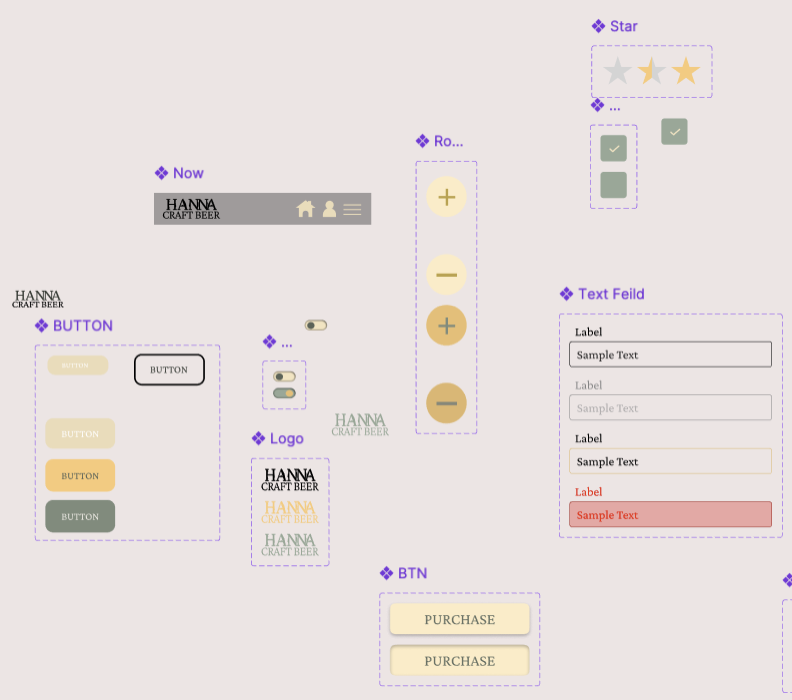 Star
...
Ro...
Now
HANNA
CRAFT BEER
HANNA
CRAFT BEER
Text Feild
Label
Sample Text
Label
Sample Text
Label
Sample Text
Label
Sample Text
BUTTON
BUTTON
BUTTON
BUTTON
BUTTON
BUTTON
...
HANNA
CRAFT BEER
Logo
HANNA
CRAFT BEER
HANNA
CRAFT BEER
HANNA
CRAFT BEER
BTN
PURCHASE
PURCHASE